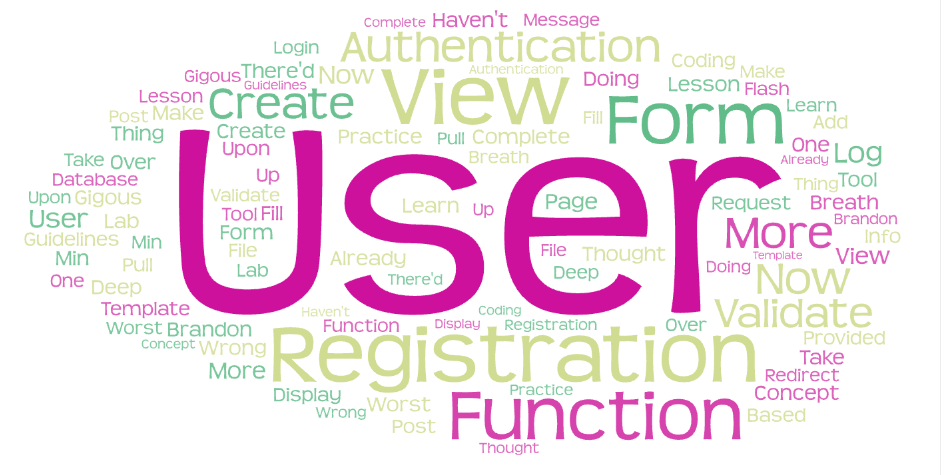 Complete Haven't Message
Login Authentication Coding
Gigous There'd Now View Authentication Doing Lesson Make
Guidelines Flash
Lesson Create Form Learn
Post Make Fill Add
Thing Create Practice Pull Complete One Log
Take Over Upon Breath Already
Database Up Thing Tool
Upon Gigous Validate User Page Request Breath
User Lab Tool Fill Learn Up More Brandon
Guidelines Min Form Info
Min Pull File Already File Thought Template View
One Deep Lab There'd Deep Doing Now
Template Haven't Coding Validate
Worst Brandon Function Display Registration Over Provided
Concept Wrong Registration Take
More Redirect
Display Practice Concept
Wrong Worst Function Based
Post
Thought